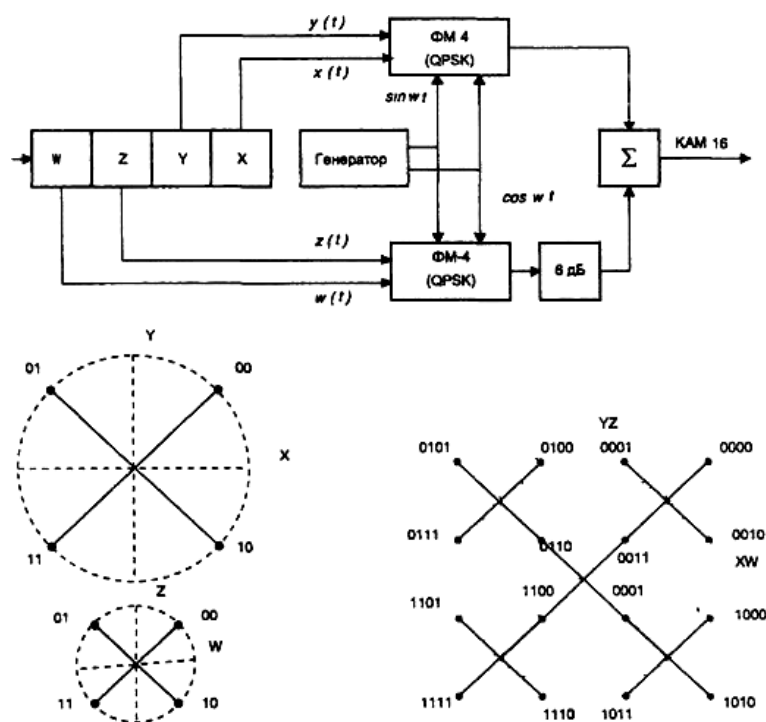 y (t)
x (t)
ФМ 4
(QPSK)
sin w t
W Z Y X
Генератор
Σ
КАМ 16
cos w t
z (t)
w (t)
ФМ-4
(QPSK)
6 дБ
Y
01 00
X
11 10
Z
01 00
W
11 10
YZ
0101 0100 0001 0000
0111 0110 0011 0010
XW
1101 1100 0001 1000
1111 1110 1011 1010